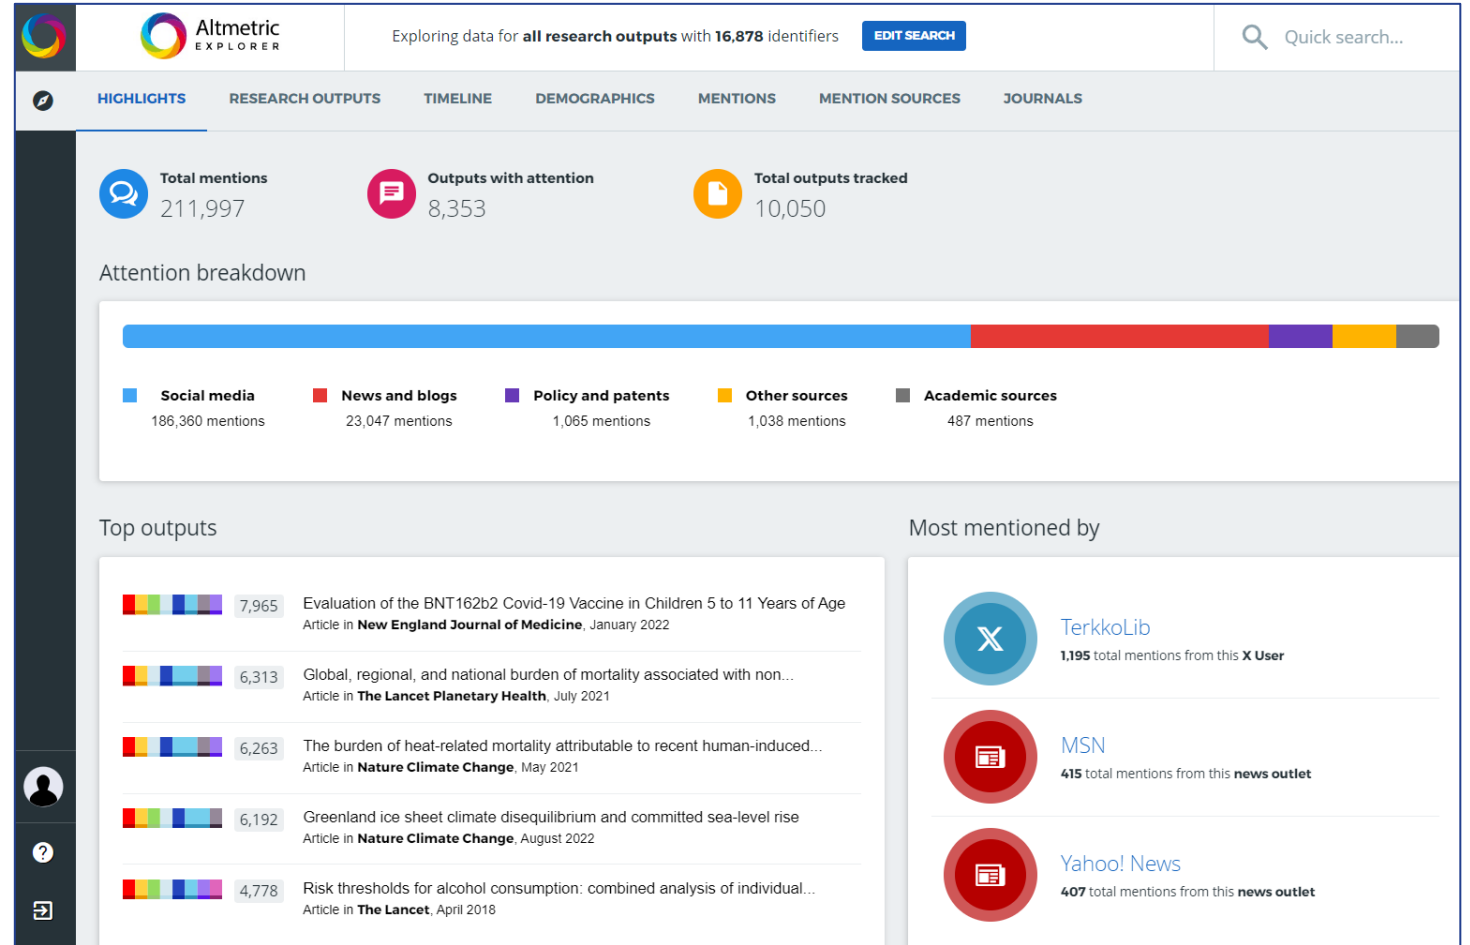 Altmetric
EXPLORER
Exploring data for all research outputs with 16,878 identifiers
EDIT SEARCH
Quick search...
HIGHLIGHTS
RESEARCH OUTPUTS
TIMELINE
DEMOGRAPHICS
MENTIONS
MENTION SOURCES
JOURNALS
Total mentions
211,997
Outputs with attention
8,353
Total outputs tracked
10,050
Attention breakdown
Social media
186,360 mentions
News and blogs
23,047 mentions
Policy and patents
1,065 mentions
Other sources
1,038 mentions
Academic sources
487 mentions
Top outputs
7,965
Evaluation of the BNT162b2 Covid-19 Vaccine in Children 5 to 11 Years of Age
Article in New England Journal of Medicine, January 2022
6,313
Global, regional, and national burden of mortality associated with non...
Article in The Lancet Planetary Health, July 2021
6,263
The burden of heat-related mortality attributable to recent human-induced...
Article in Nature Climate Change, May 2021
6,192
Greenland ice sheet climate disequilibrium and committed sea-level rise
Article in Nature Climate Change, August 2022
4,778
Risk thresholds for alcohol consumption: combined analysis of individual...
Article in The Lancet, April 2018
Most mentioned by
X
TerkkoLib
1,195 total mentions from this X User
MSN
415 total mentions from this news outlet
Yahoo! News
407 total mentions from this news outlet
?